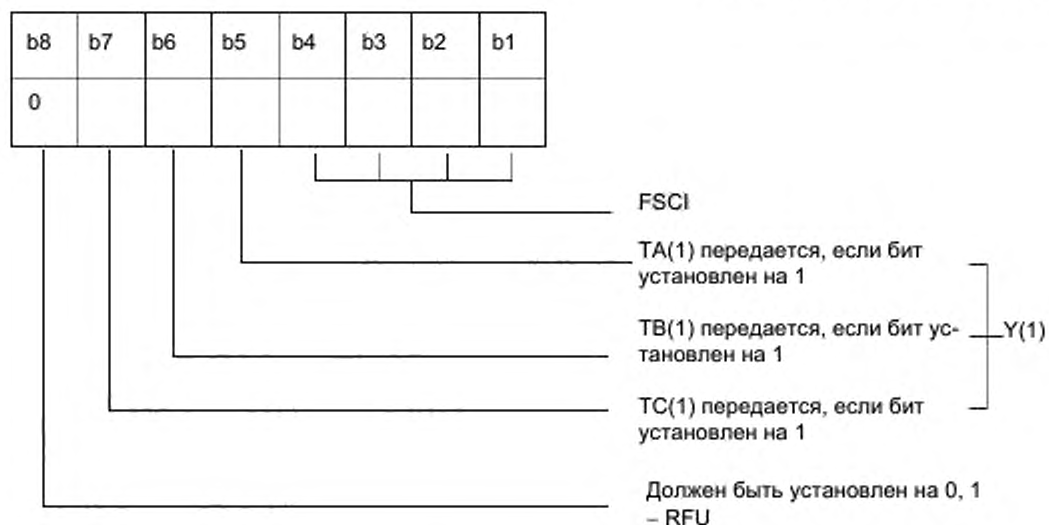 b8 b7 b6 b5 b4 b3 b2 b1
0
FSCI
TA(1) передается, если бит
установлен на 1
TB(1) передается, если бит ус-
тановлен на 1
Y(1)
TC(1) передается, если бит
установлен на 1
Должен быть установлен на 0, 1
– RFU